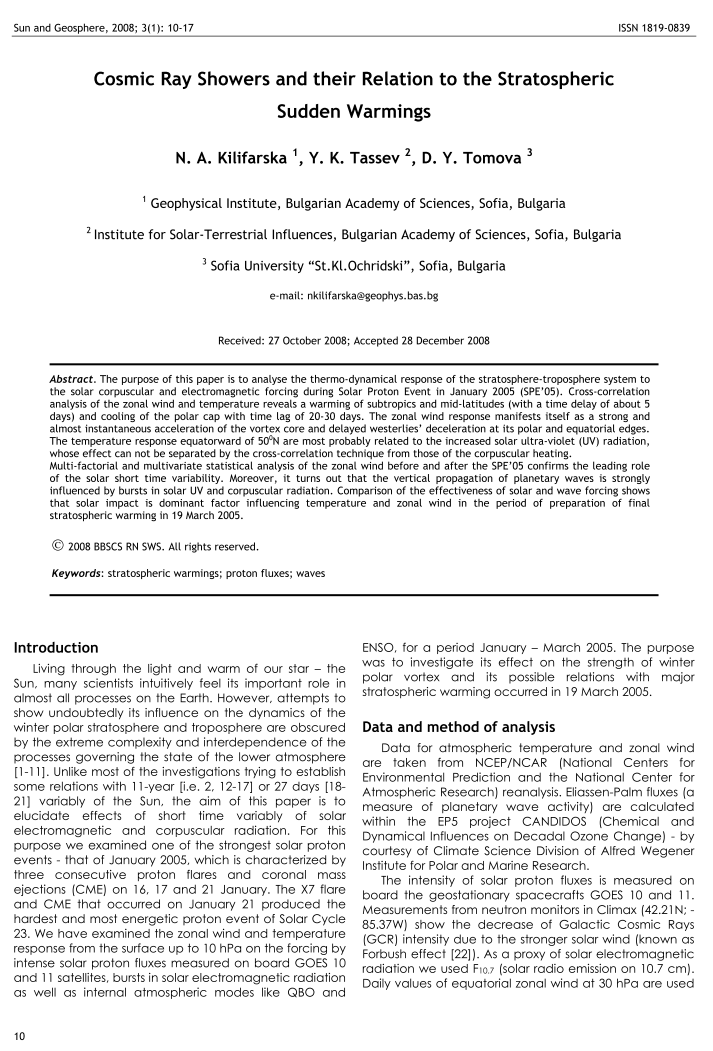 Sun and Geosphere, 2008; 3(1): 10-17 ISSN 1819-0839
Cosmic Ray Showers and their Relation to the Stratospheric
Sudden Warmings
N. A. Kilifarska 1, Y. K. Tassev 2, D. Y. Tomova 3
1 Geophysical Institute, Bulgarian Academy of Sciences, Sofia, Bulgaria
2 Institute for Solar-Terrestrial Influences, Bulgarian Academy of Sciences, Sofia, Bulgaria
3 Sofia University “St.Kl.Ochridski”, Sofia, Bulgaria
e-mail: nkilifarska@geophys.bas.bg
Received: 27 October 2008; Accepted 28 December 2008
Abstract. The purpose of this paper is to analyse the thermo-dynamical response of the stratosphere-troposphere system to
the solar corpuscular and electromagnetic forcing during Solar Proton Event in January 2005 (SPE’05). Cross-correlation
analysis of the zonal wind and temperature reveals a warming of subtropics and mid-latitudes (with a time delay of about 5
days) and cooling of the polar cap with time lag of 20-30 days. The zonal wind response manifests itself as a strong and
almost instantaneous acceleration of the vortex core and delayed westerlies’ deceleration at its polar and equatorial edges.
The temperature response equatorward of 50⁰N are most probably related to the increased solar ultra-violet (UV) radiation,
whose effect can not be separated by the cross-correlation technique from those of the corpuscular heating.
Multi-factorial and multivariate statistical analysis of the zonal wind before and after the SPE’05 confirms the leading role
of the solar short time variability. Moreover, it turns out that the vertical propagation of planetary waves is strongly
influenced by bursts in solar UV and corpuscular radiation. Comparison of the effectiveness of solar and wave forcing shows
that solar impact is dominant factor influencing temperature and zonal wind in the period of preparation of final
stratospheric warming in 19 March 2005.
© 2008 BBSCS RN SWS. All rights reserved.
Keywords: stratospheric warmings; proton fluxes; waves
Introduction
Living through the light and warm of our star – the
Sun, many scientists intuitively feel its important role in
almost all processes on the Earth. However, attempts to
show undoubtedly its influence on the dynamics of the
winter polar stratosphere and troposphere are obscured
by the extreme complexity and interdependence of the
processes governing the state of the lower atmosphere
[1-11]. Unlike most of the investigations trying to establish
some relations with 11-year [i.e. 2, 12-17] or 27 days [18-
21] variably of the Sun, the aim of this paper is to
elucidate effects of short time variably of solar
electromagnetic and corpuscular radiation. For this
purpose we examined one of the strongest solar proton
events - that of January 2005, which is characterized by
three consecutive proton flares and coronal mass
ejections (CME) on 16, 17 and 21 January. The X7 flare
and CME that occurred on January 21 produced the
hardest and most energetic proton event of Solar Cycle
23. We have examined the zonal wind and temperature
response from the surface up to 10 hPa on the forcing by
intense solar proton fluxes measured on board GOES 10
and 11 satellites, bursts in solar electromagnetic radiation
as well as internal atmospheric modes like QBO and
ENSO, for a period January – March 2005. The purpose
was to investigate its effect on the strength of winter
polar vortex and its possible relations with major
stratospheric warming occurred in 19 March 2005.
Data and method of analysis
Data for atmospheric temperature and zonal wind
are taken from NCEP/NCAR (National Centers for
Environmental Prediction and the National Center for
Atmospheric Research) reanalysis. Eliassen-Palm fluxes (a
measure of planetary wave activity) are calculated
within the EP5 project CANDIDOS (Chemical and
Dynamical Influences on Decadal Ozone Change) - by
courtesy of Climate Science Division of Alfred Wegener
Institute for Polar and Marine Research.
The intensity of solar proton fluxes is measured on
board the geostationary spacecrafts GOES 10 and 11.
Measurements from neutron monitors in Climax (42.21N; -
85.37W) show the decrease of Galactic Cosmic Rays
(GCR) intensity due to the stronger solar wind (known as
Forbush effect [22]). As a proxy of solar electromagnetic
radiation we used F10.7 (solar radio emission on 10.7 cm).
Daily values of equatorial zonal wind at 30 hPa are used
10